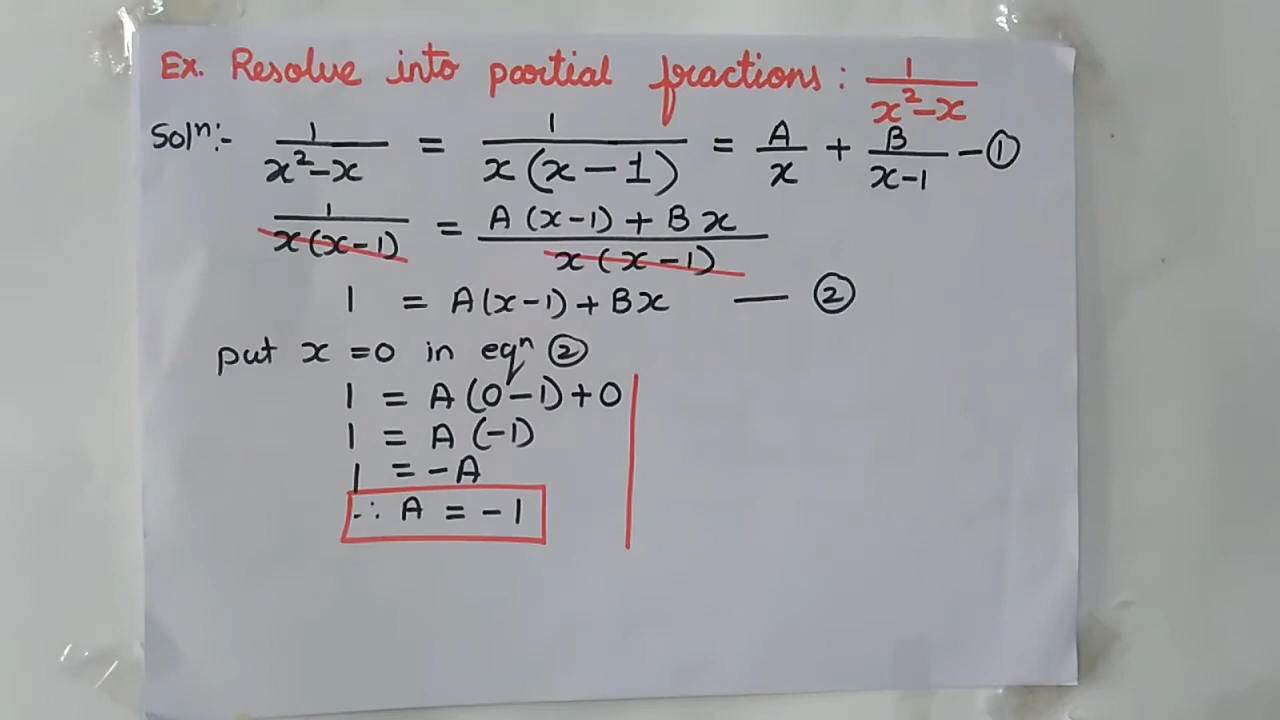 Ex. Resolve into partial fractions : 1/(x²-x)
Solⁿ:- 1/(x²-x) = 1/(x(x-1)) = A/x + B/(x-1) -①
1/(x(x-1)) = (A(x-1) + Bx)/(x(x-1))
1 = A(x-1) + Bx — ②
put x = 0 in eqⁿ ②
1 = A(0-1) + 0
1 = A(-1)
1 = -A
∴ A = -1